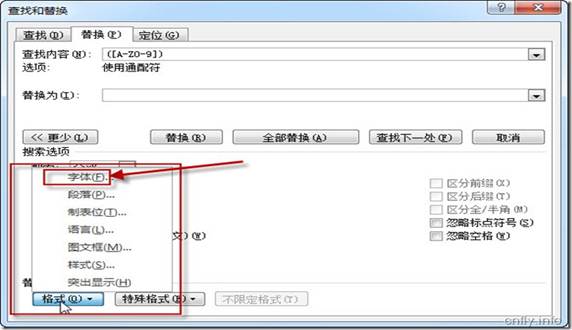 查找和替换
查找(D) 替换(P) 定位(G)
查找内容(N): ([A-Z0-9])
选项: 使用通配符
替换为(I):
<< 更少(L) 替换(R) 全部替换(A) 查找下一处(F) 取消
搜索选项
字体(F)...
段落(P)...
制表位(T)...
语言(L)...
图文框(M)...
样式(S)...
突出显示(H)
区分前缀(X)
区分后缀(T)
区分全/半角(M)
忽略标点符号(S)
忽略空格(W)
文)(W)
替
格式(O) 特殊格式(E) 不限定格式(T)
cnfly.info